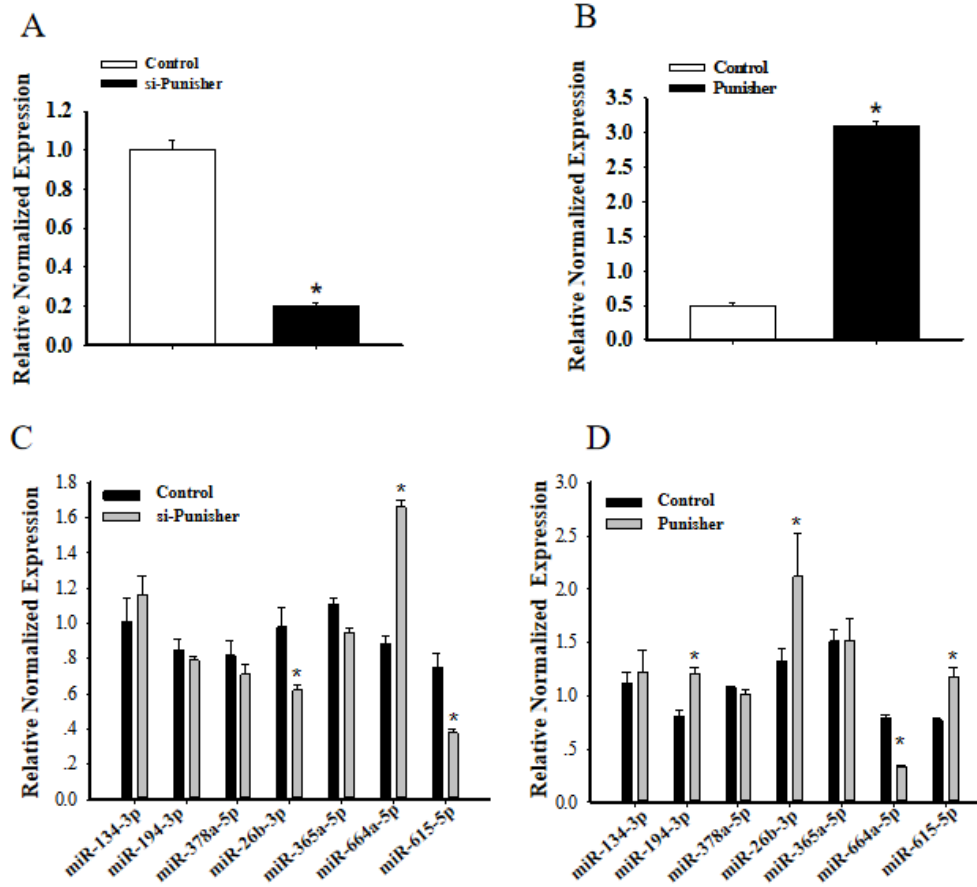 A
Control
si-Punisher
Relative Normalized Expression
1.2
1.0
0.8
0.6
0.4
0.2
0.0
*
B
Control
Punisher
Relative Normalized Expression
3.5
3.0
2.5
2.0
1.5
1.0
0.5
0.0
*
C
Control
si-Punisher
Relative Normalized Expression
1.8
1.6
1.4
1.2
1.0
.8
.6
.4
.2
0.0
*
*
*
miR-134-3p
miR-194-3p
miR-378a-5p
miR-26b-3p
miR-365a-5p
miR-664a-5p
miR-615-5p
D
Control
Punisher
Relative Normalized Expression
3.0
2.5
2.0
1.5
1.0
.5
0.0
*
*
*
*
miR-134-3p
miR-194-3p
miR-378a-5p
miR-26b-3p
miR-365a-5p
miR-664a-5p
miR-615-5p